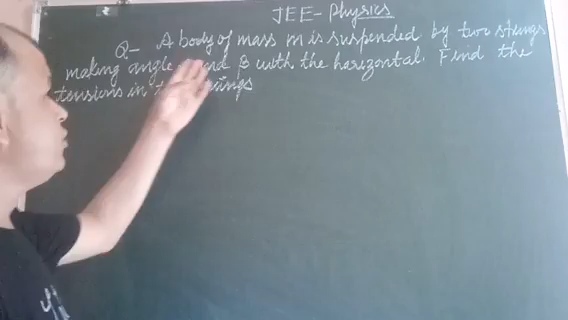 JEE- Physics
Q- A body of mass m is suspended by two strings
making angle and β with the horizontal. Find the
tensions in strings